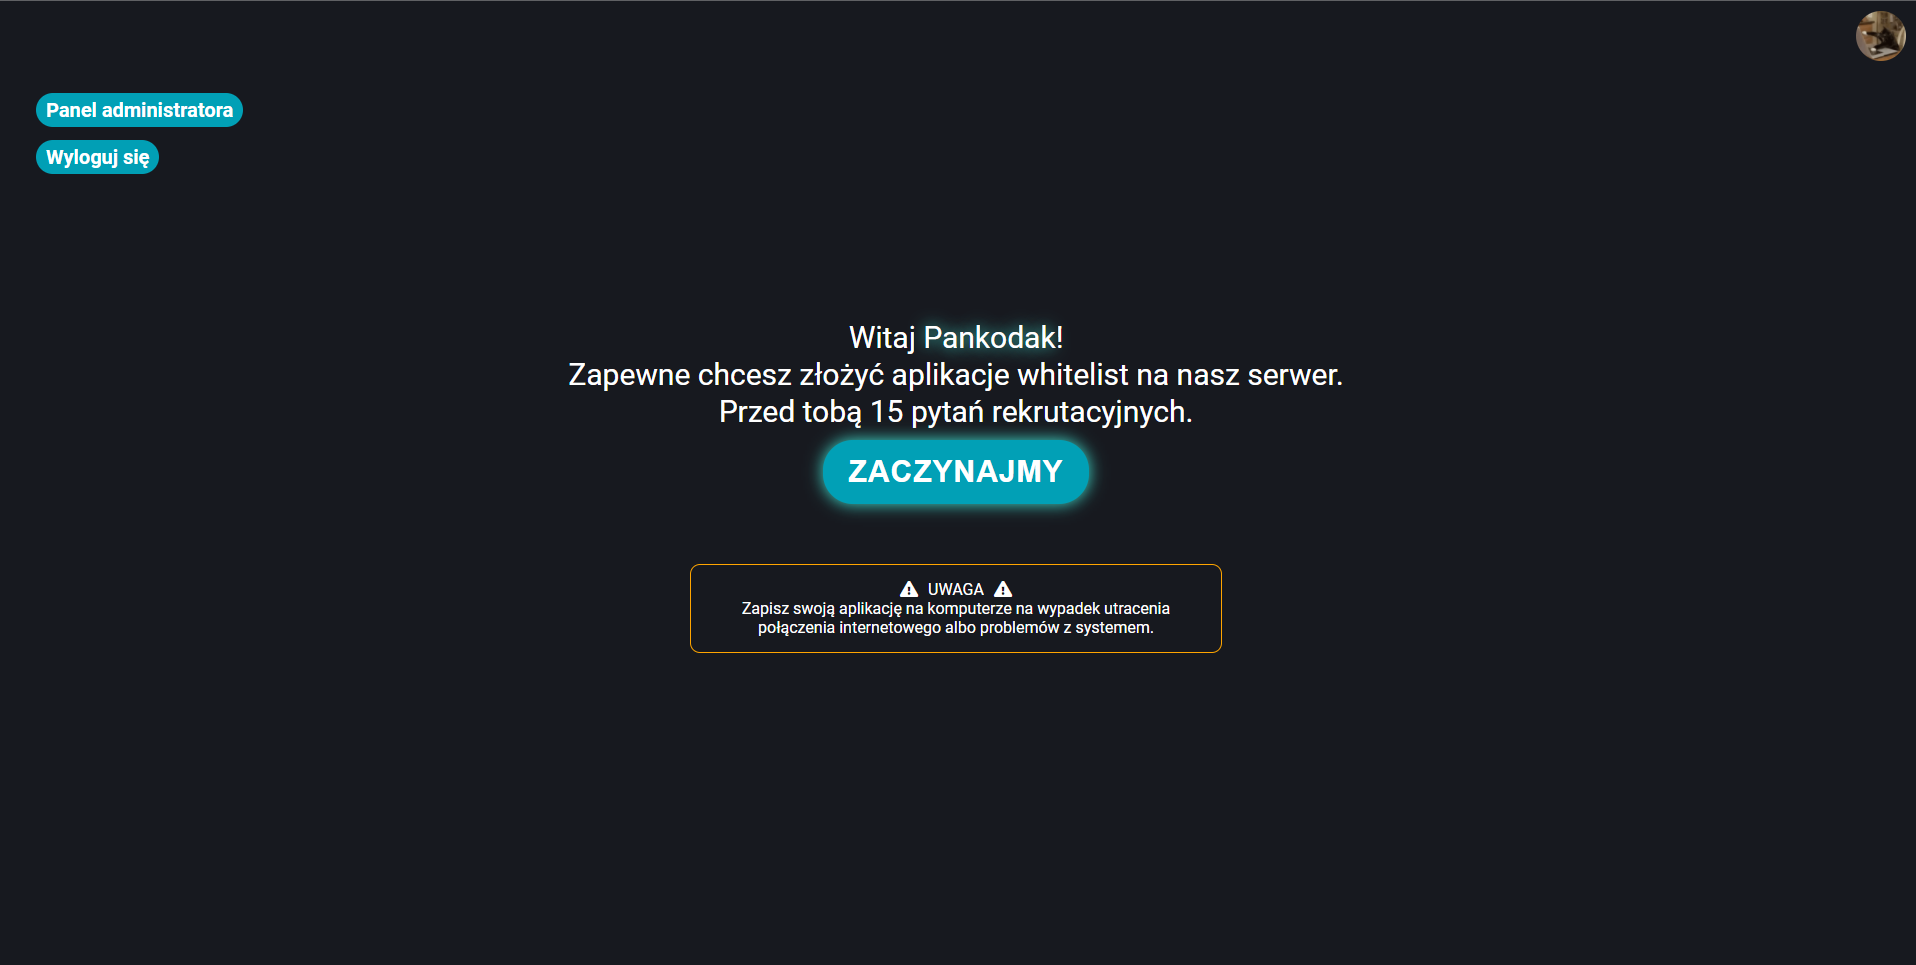 Panel administratora
Wyloguj się
Witaj Pankodak!
Zapewne chcesz złożyć aplikacje whitelist na nasz serwer.
Przed tobą 15 pytań rekrutacyjnych.
ZACZYNAJMY
UWAGA
Zapisz swoją aplikację na komputerze na wypadek utracenia
połączenia internetowego albo problemów z systemem.